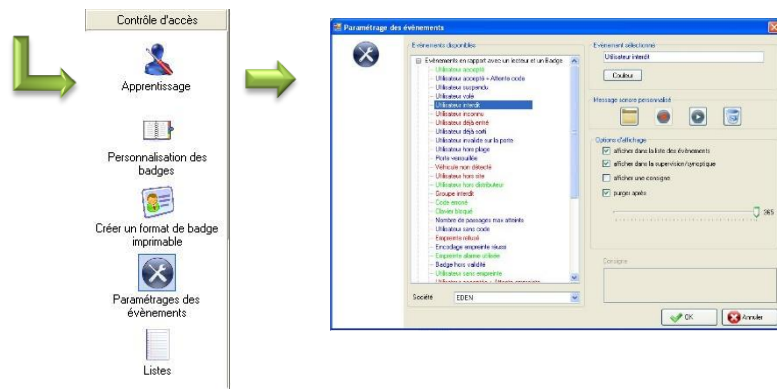 Contrôle d'accès
Apprentissage
Personnalisation des
badges
Créer un format de badge
imprimable
Paramétrages des
évènements
Listes
Paramétrage des évènements
Evènements disponibles
Evènements en rapport avec un lecteur et un Badge
Utilisateur accepté
Utilisateur accepté + Attente code
Utilisateur suspendu
Utilisateur volé
Utilisateur interdit
Utilisateur inconnu
Utilisateur déjà entré
Utilisateur déjà sorti
Utilisateur invalide sur la porte
Utilisateur hors plage
Porte verrouillée
Véhicule non détecté
Utilisateur hors site
Utilisateur hors distributeur
Groupe interdit
Code erroné
Clavier bloqué
Nombre de passages max atteints
Utilisateur sans code
Empreinte refusé
Encodage empreinte réussi
Empreinte alarme utilisée
Badge hors validité
Utilisateur sans empreinte
Utilisateur acceptée + Attente empreinte
Société
EDEN
Evènement sélectionné
Utilisateur interdit
Couleur
Message sonore personnalisé
Options d'affichage
afficher dans la liste des évènements
afficher dans la supervision/synoptique
afficher une consigne
purger après
365
Consigne
OK
Annuler